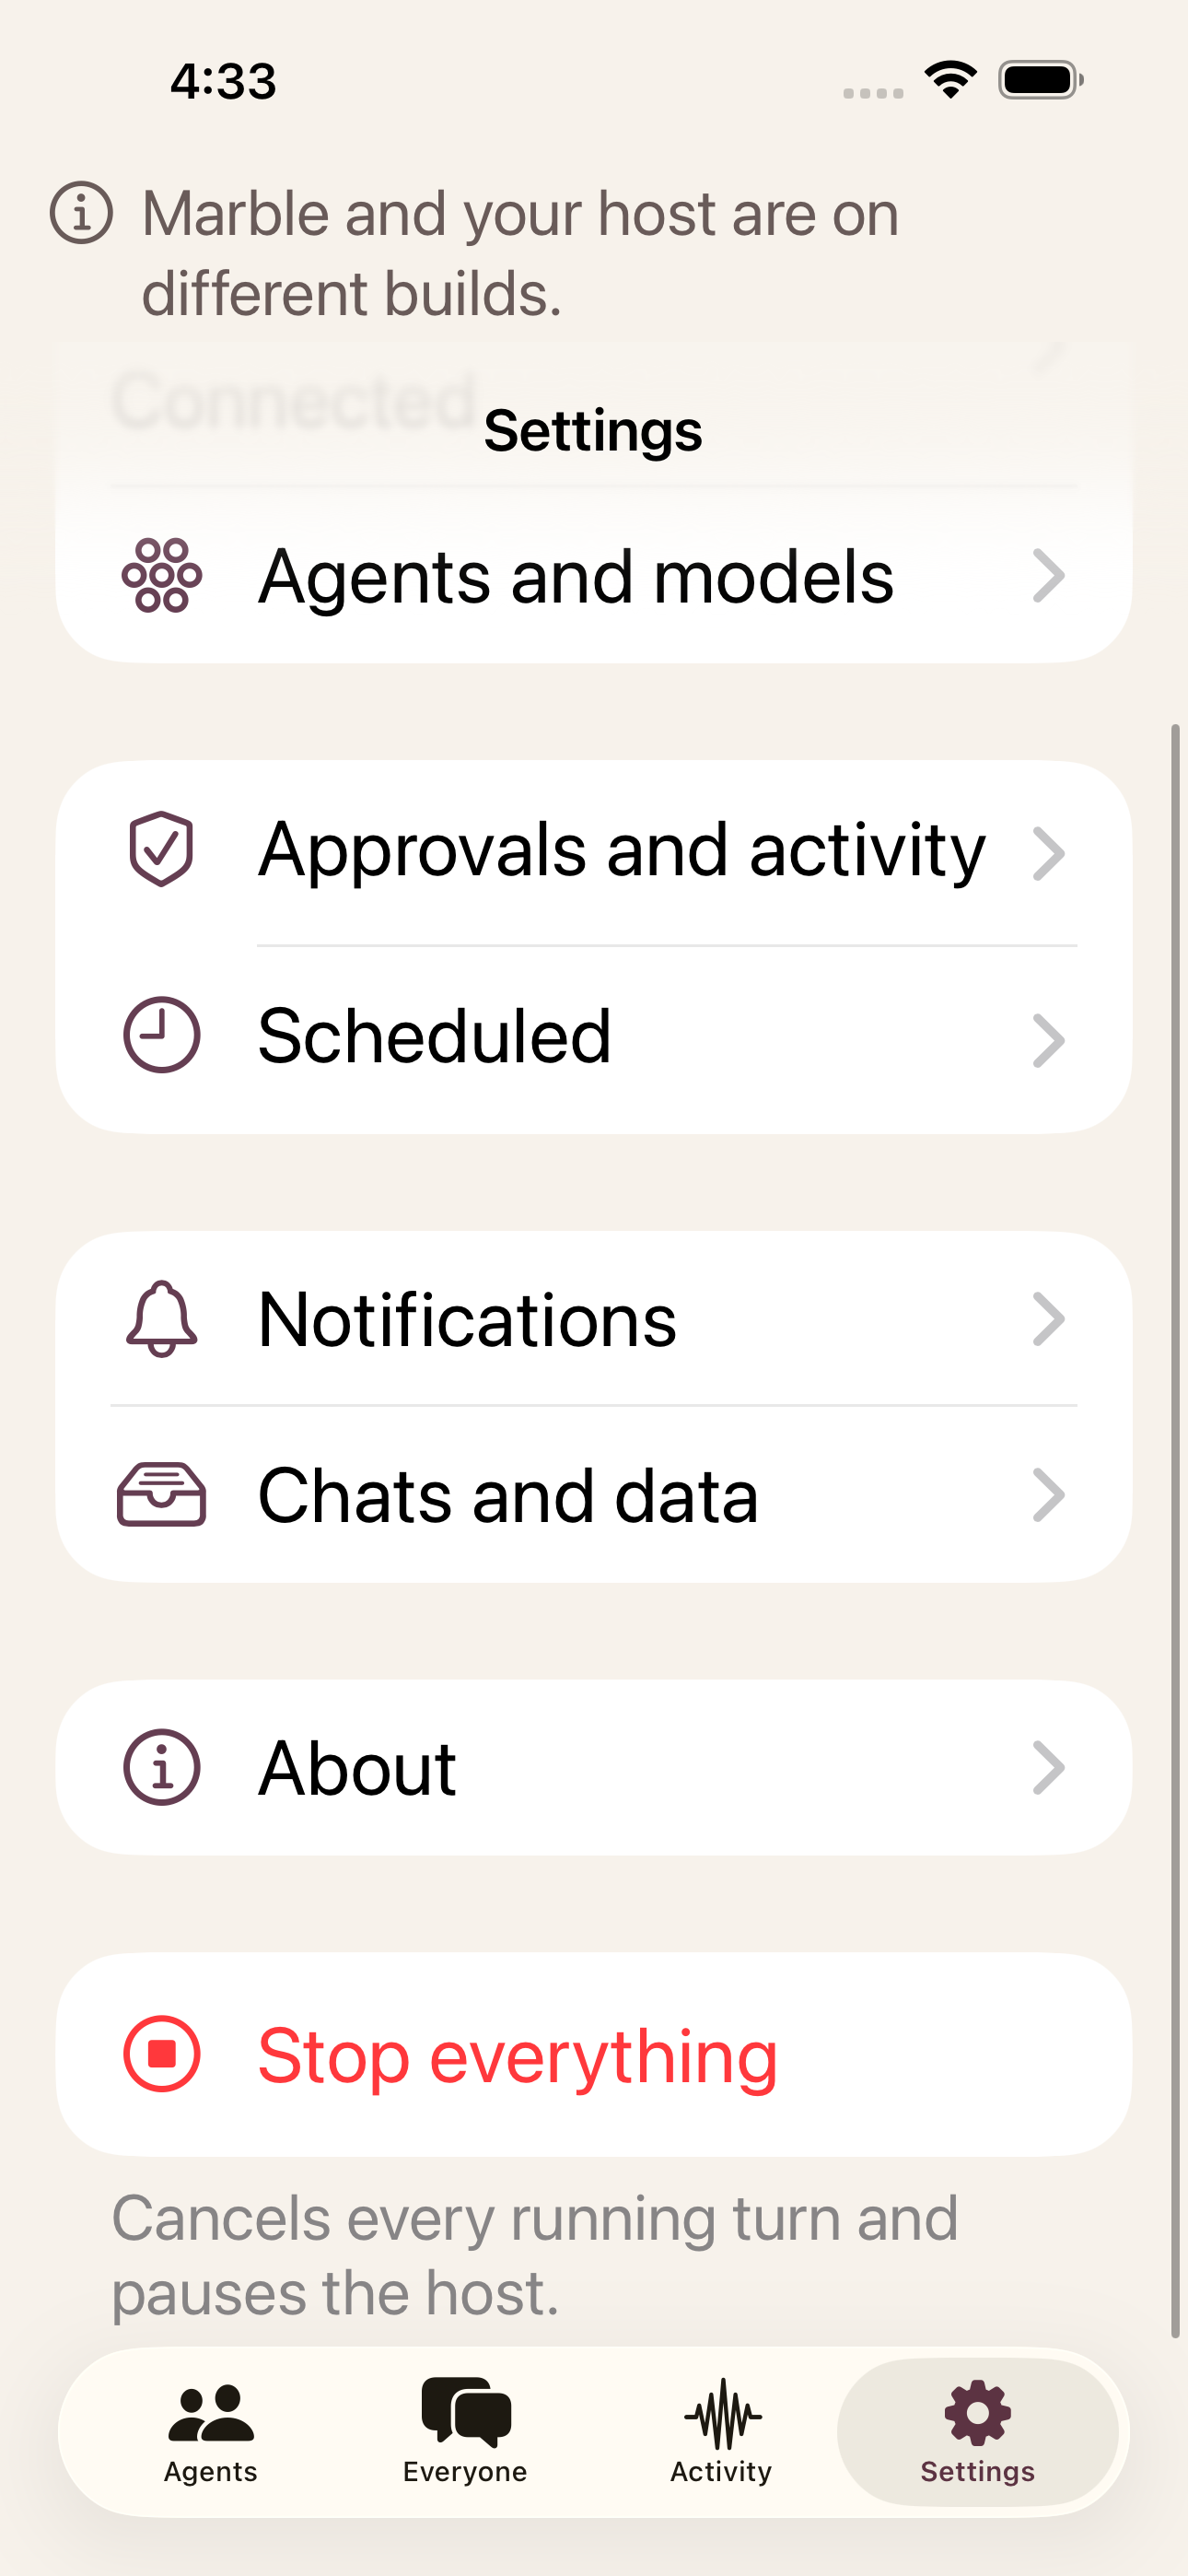 4:33
Marble and your host are on
different builds.
Connected
Settings
Agents and models
Approvals and activity
Scheduled
Notifications
Chats and data
About
Stop everything
Cancels every running turn and
pauses the host.
Agents
Everyone
Activity
Settings